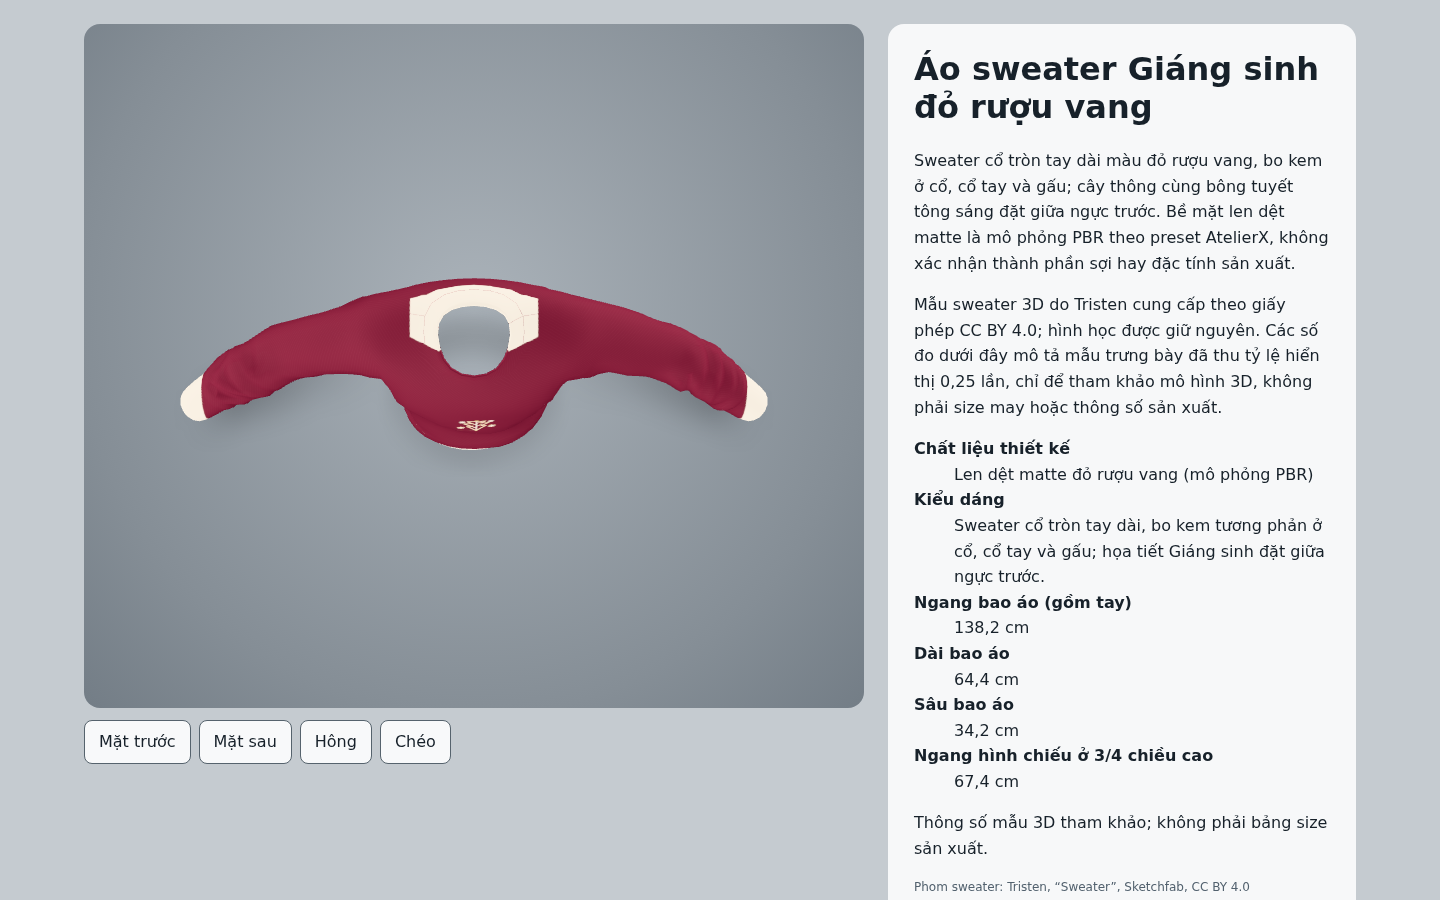 Áo sweater Giáng sinh
đỏ rượu vang
Sweater cổ tròn tay dài màu đỏ rượu vang, bo kem
ở cổ, cổ tay và gấu; cây thông cùng bông tuyết
tông sáng đặt giữa ngực trước. Bề mặt len dệt
matte là mô phỏng PBR theo preset AtelierX, không
xác nhận thành phần sợi hay đặc tính sản xuất.
Mẫu sweater 3D do Tristen cung cấp theo giấy
phép CC BY 4.0; hình học được giữ nguyên. Các số
đo dưới đây mô tả mẫu trưng bày đã thu tỷ lệ hiển
thị 0,25 lần, chỉ để tham khảo mô hình 3D, không
phải size may hoặc thông số sản xuất.
Chất liệu thiết kế
Len dệt matte đỏ rượu vang (mô phỏng PBR)
Kiểu dáng
Sweater cổ tròn tay dài, bo kem tương phản ở
cổ, cổ tay và gấu; họa tiết Giáng sinh đặt giữa
ngực trước.
Ngang bao áo (gồm tay)
138,2 cm
Dài bao áo
64,4 cm
Sâu bao áo
34,2 cm
Ngang hình chiếu ở 3/4 chiều cao
67,4 cm
Thông số mẫu 3D tham khảo; không phải bảng size
sản xuất.
Phom sweater: Tristen, “Sweater”, Sketchfab, CC BY 4.0
Mặt trước
Mặt sau
Hông
Chéo